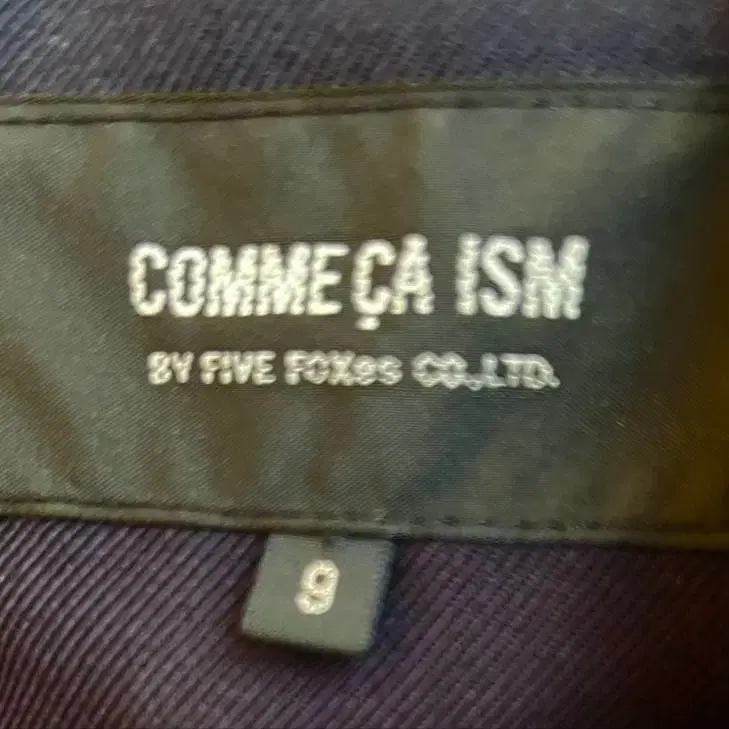 COMME ÇA ISM
BY FIVE FOXes CO.,LTD.
9